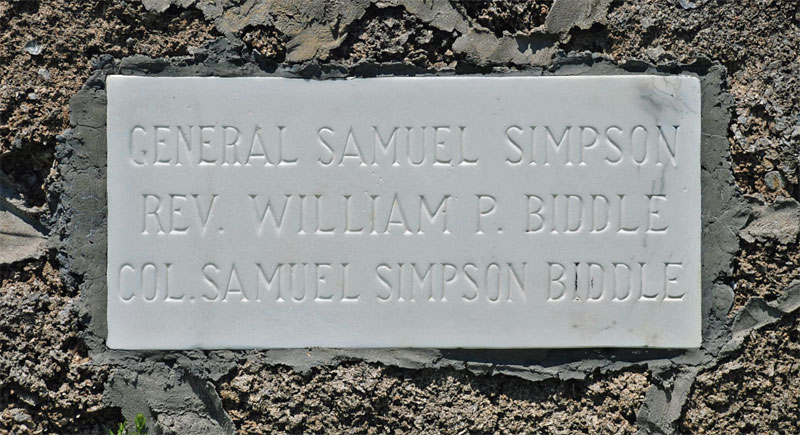 GENERAL SAMUEL SIMPSON
REV. WILLIAM P. BIDDLE
COL. SAMUEL SIMPSON BIDDLE